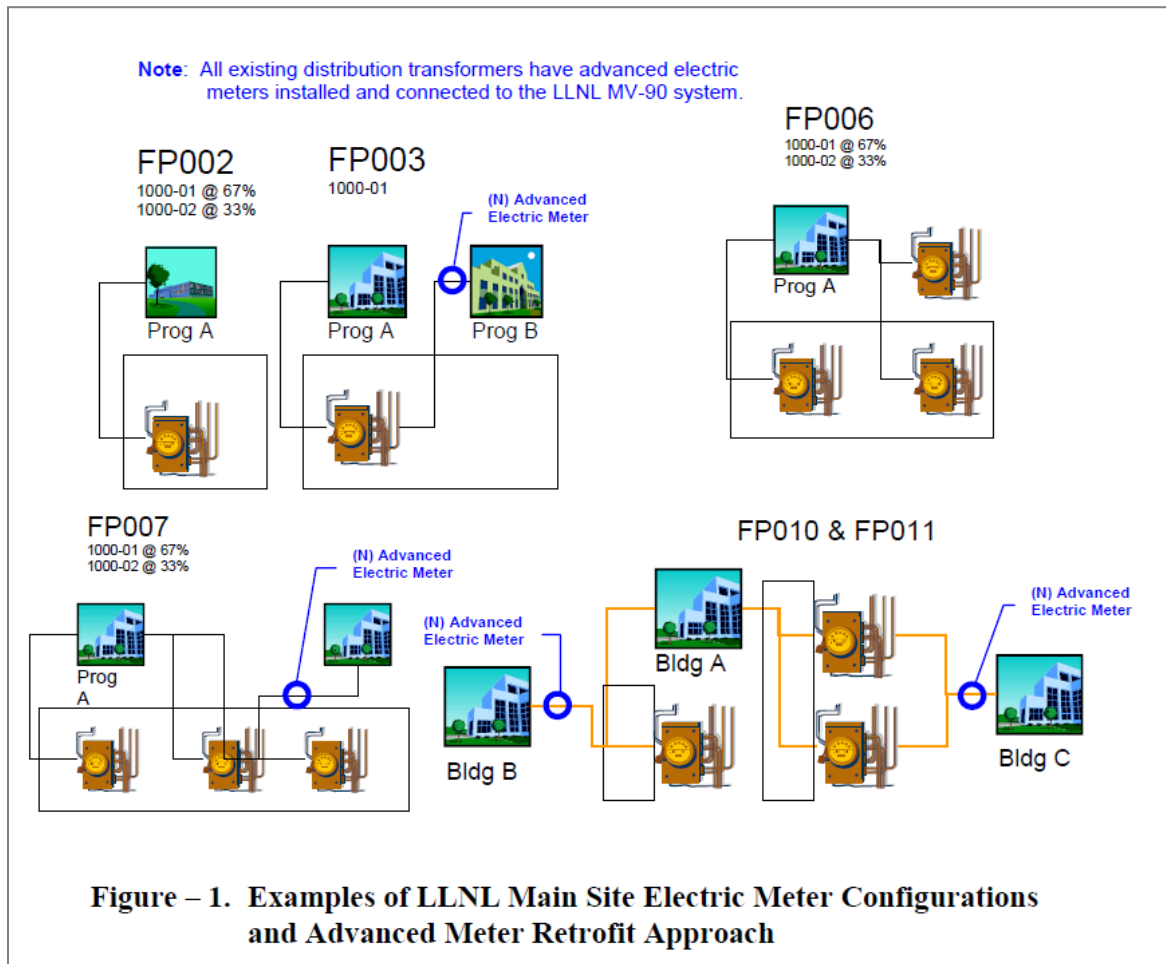 Note: All existing distribution transformers have advanced electric
meters installed and connected to the LLNL MV-90 system.
FP002
1000-01 @ 67%
1000-02 @ 33%
Prog A
FP003
1000-01
(N) Advanced
Electric Meter
Prog A
Prog B
FP006
1000-01 @ 67%
1000-02 @ 33%
Prog A
FP007
1000-01 @ 67%
1000-02 @ 33%
(N) Advanced
Electric Meter
Prog
A
FP010 & FP011
(N) Advanced
Electric Meter
Bldg A
Bldg B
(N) Advanced
Electric Meter
Bldg C
Figure – 1. Examples of LLNL Main Site Electric Meter Configurations
and Advanced Meter Retrofit Approach